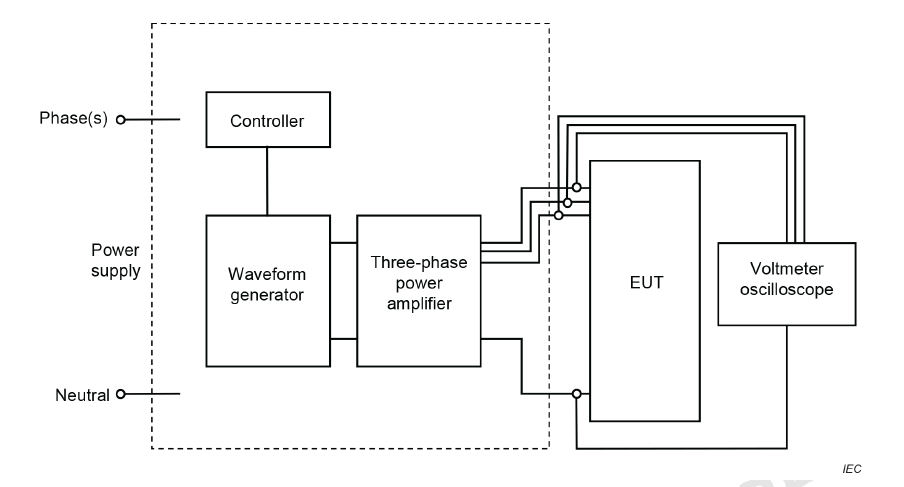 Phase(s)
Controller
Power
supply
Waveform
generator
Three-phase
power
amplifier
EUT
Voltmeter
oscilloscope
Neutral
IEC